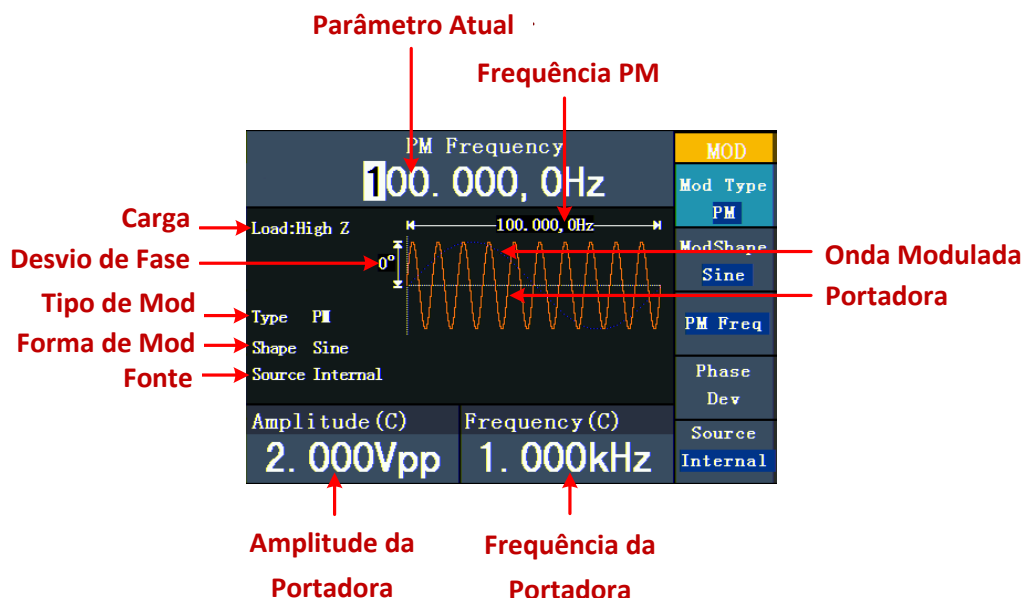 Parâmetro Atual
Frequência PM
PM Frequency
100.000,0Hz
MOD
Mod Type
PM
ModShape
Sine
PM Freq
Phase
Dev
Source
Internal
Carga
Desvio de Fase
Tipo de Mod
Forma de Mod
Fonte
Load:High Z
100.000,0Hz
0°
Type PM
Shape Sine
Source Internal
Onda Modulada
Portadora
Amplitude(C)
2.000Vpp
Frequency(C)
1.000kHz
Amplitude da
Portadora
Frequência da
Portadora